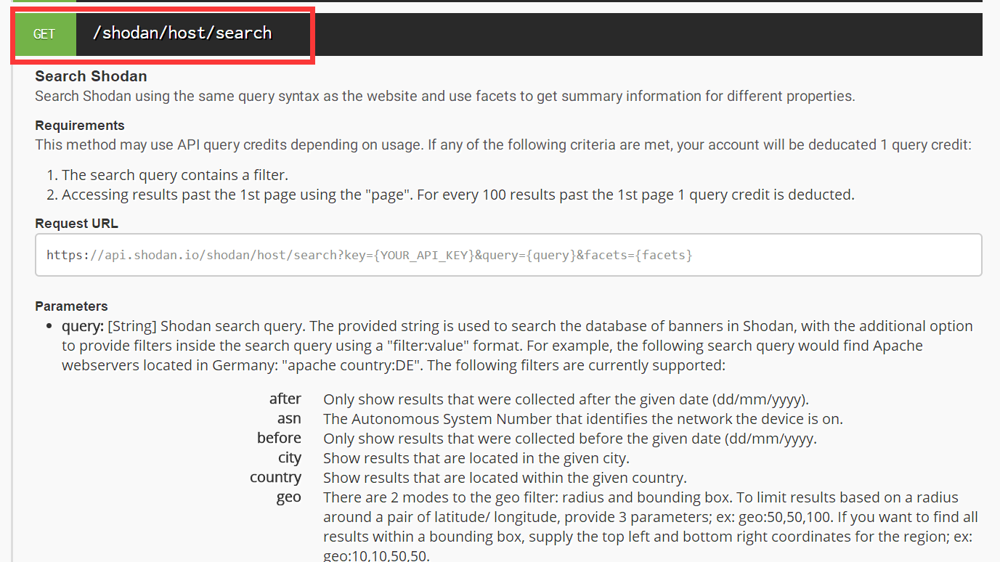 GET /shodan/host/search
Search Shodan
Search Shodan using the same query syntax as the website and use facets to get summary information for different properties.
Requirements
This method may use API query credits depending on usage. If any of the following criteria are met, your account will be deducated 1 query credit:
1. The search query contains a filter.
2. Accessing results past the 1st page using the "page". For every 100 results past the 1st page 1 query credit is deducted.
Request URL
https://api.shodan.io/shodan/host/search?key={YOUR_API_KEY}&query={query}&facets={facets}
Parameters
• query: [String] Shodan search query. The provided string is used to search the database of banners in Shodan, with the additional option
to provide filters inside the search query using a "filter:value" format. For example, the following search query would find Apache
webservers located in Germany: "apache country:DE". The following filters are currently supported:
after Only show results that were collected after the given date (dd/mm/yyyy).
asn The Autonomous System Number that identifies the network the device is on.
before Only show results that were collected before the given date (dd/mm/yyyy.
city Show results that are located in the given city.
country Show results that are located within the given country.
geo There are 2 modes to the geo filter: radius and bounding box. To limit results based on a radius
around a pair of latitude/ longitude, provide 3 parameters; ex: geo:50,50,100. If you want to find all
results within a bounding box, supply the top left and bottom right coordinates for the region; ex:
geo:10,10,50,50.